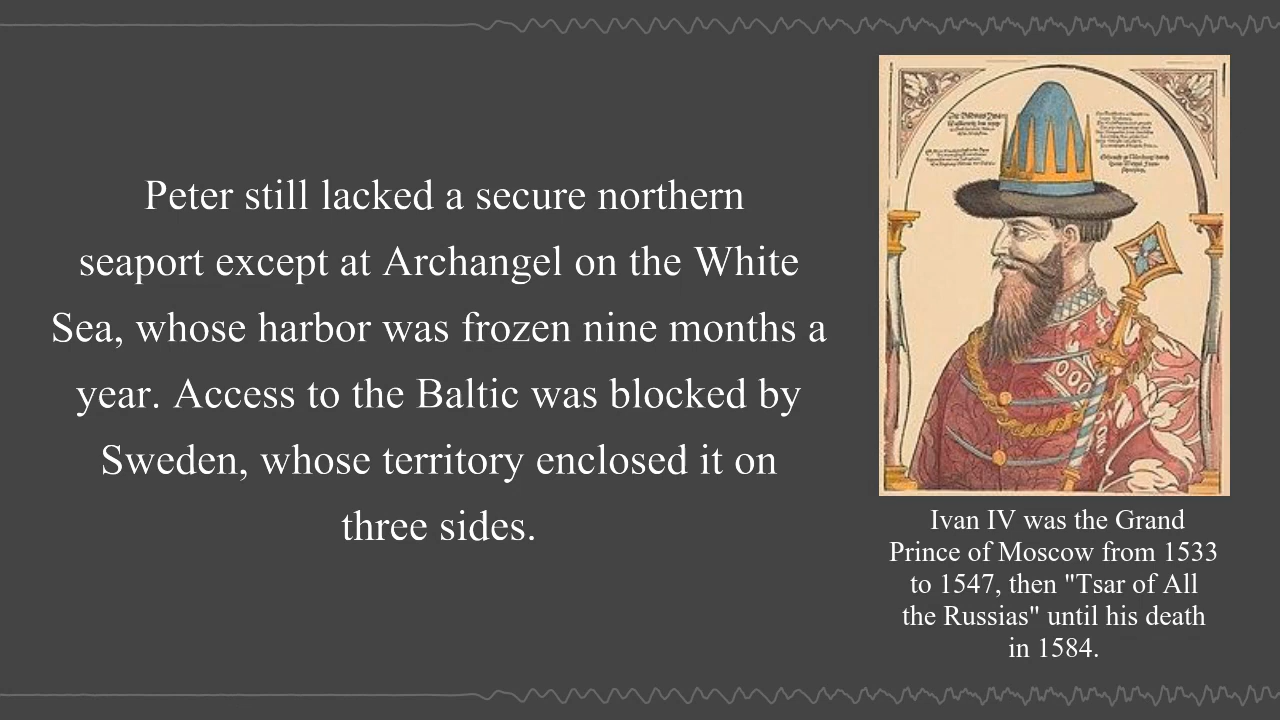 Peter still lacked a secure northern
seaport except at Archangel on the White
Sea, whose harbor was frozen nine months a
year. Access to the Baltic was blocked by
Sweden, whose territory enclosed it on
three sides.
Ivan IV was the Grand
Prince of Moscow from 1533
to 1547, then "Tsar of All
the Russias" until his death
in 1584.